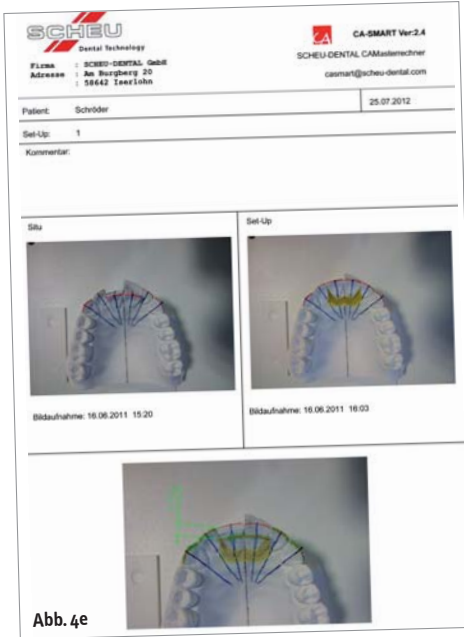 SCHEU
Dental Technology
Firma : SCHEU-DENTAL GmbH
Adresse : Am Burgberg 20
: 58642 Iserlohn
CA
CA-SMART Ver:2.4
SCHEU-DENTAL CAMasterrechner
casmart@scheu-dental.com
Patient: Schröder
25.07.2012
Set-Up: 1
Kommentar:
Situ
Set-Up
Bildaufnahme: 16.06.2011 15:20
Bildaufnahme: 16.06.2011 16:03
Abb. 4e